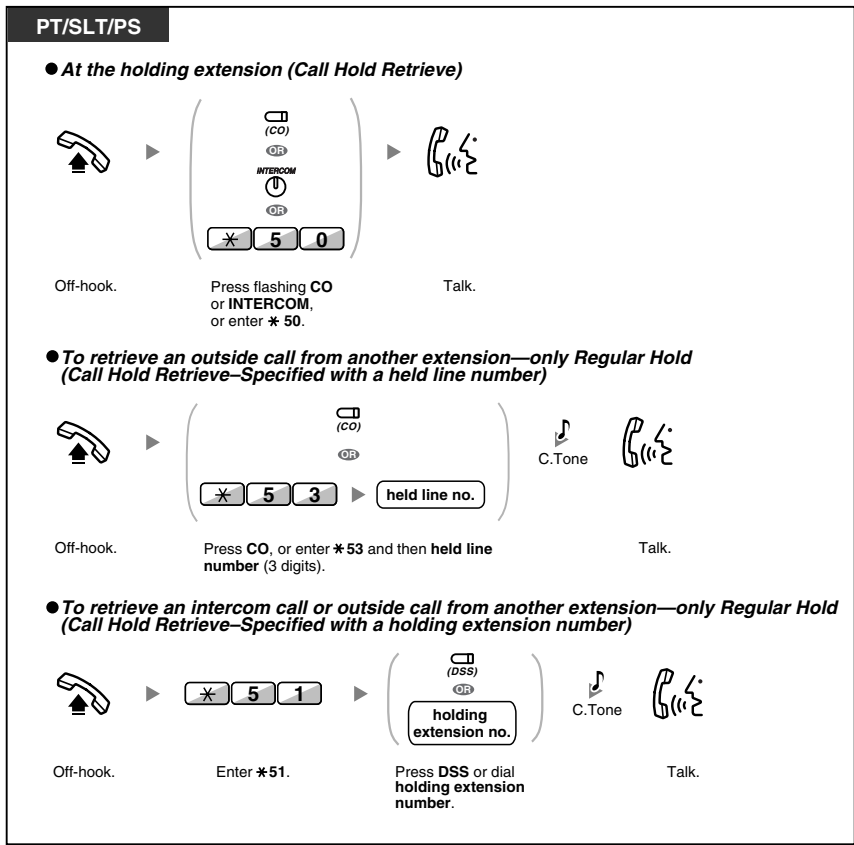 PT/SLT/PS
● At the holding extension (Call Hold Retrieve)
(CO)
OR
INTERCOM
OR
* 5 0
Off-hook.
Press flashing CO
or INTERCOM,
or enter * 50.
Talk.
● To retrieve an outside call from another extension—only Regular Hold
(Call Hold Retrieve–Specified with a held line number)
(CO)
OR
* 5 3 held line no.
C.Tone
Off-hook.
Press CO, or enter * 53 and then held line
number (3 digits).
Talk.
● To retrieve an intercom call or outside call from another extension—only Regular Hold
(Call Hold Retrieve–Specified with a holding extension number)
* 5 1
(DSS)
OR
holding
extension no.
C.Tone
Off-hook.
Enter * 51.
Press DSS or dial
holding extension
number.
Talk.